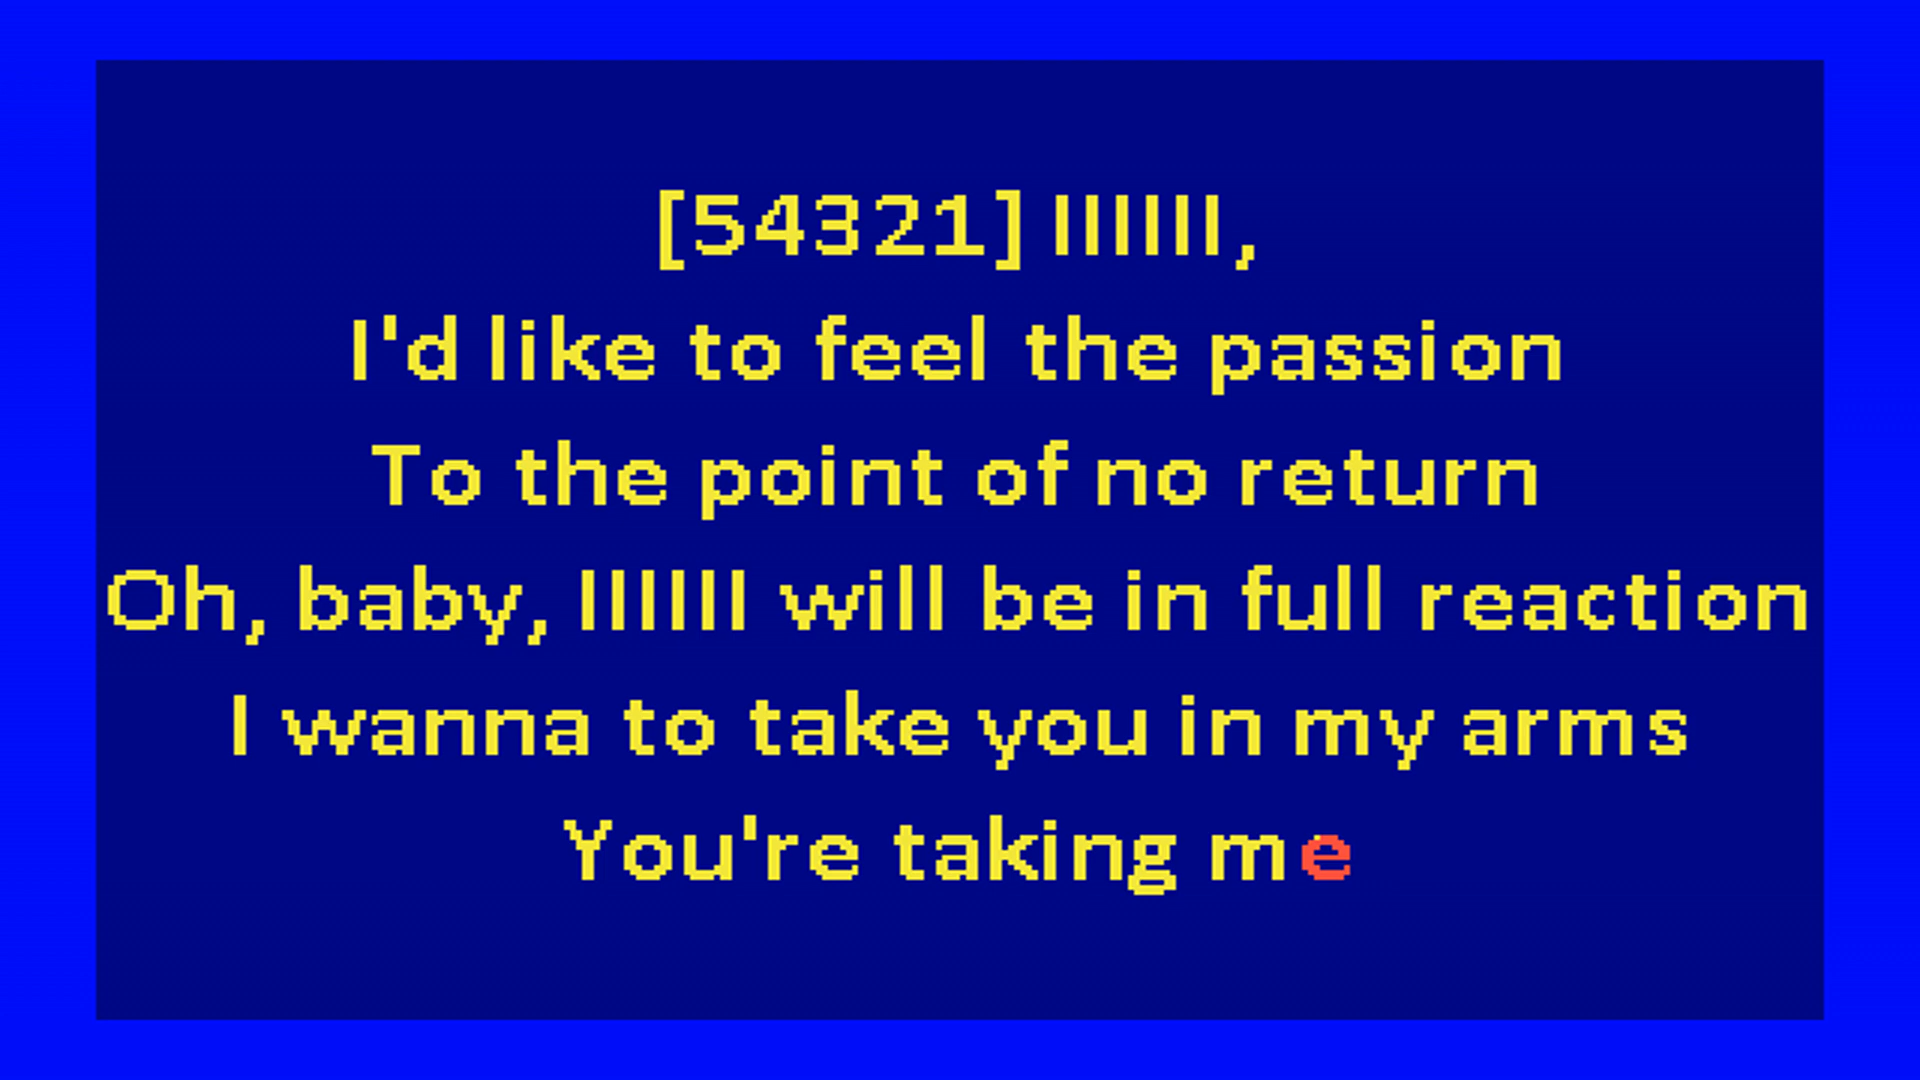 [54321] IIIIII,
I'd like to feel the passion
To the point of no return
Oh, baby, IIIIII will be in full reaction
I wanna to take you in my arms
You're taking me